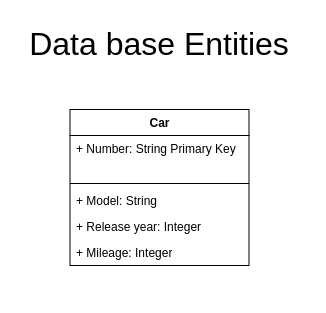 Data base Entities
Car
+ Number: String Primary Key
+ Model: String
+ Release year: Integer
+ Mileage: Integer